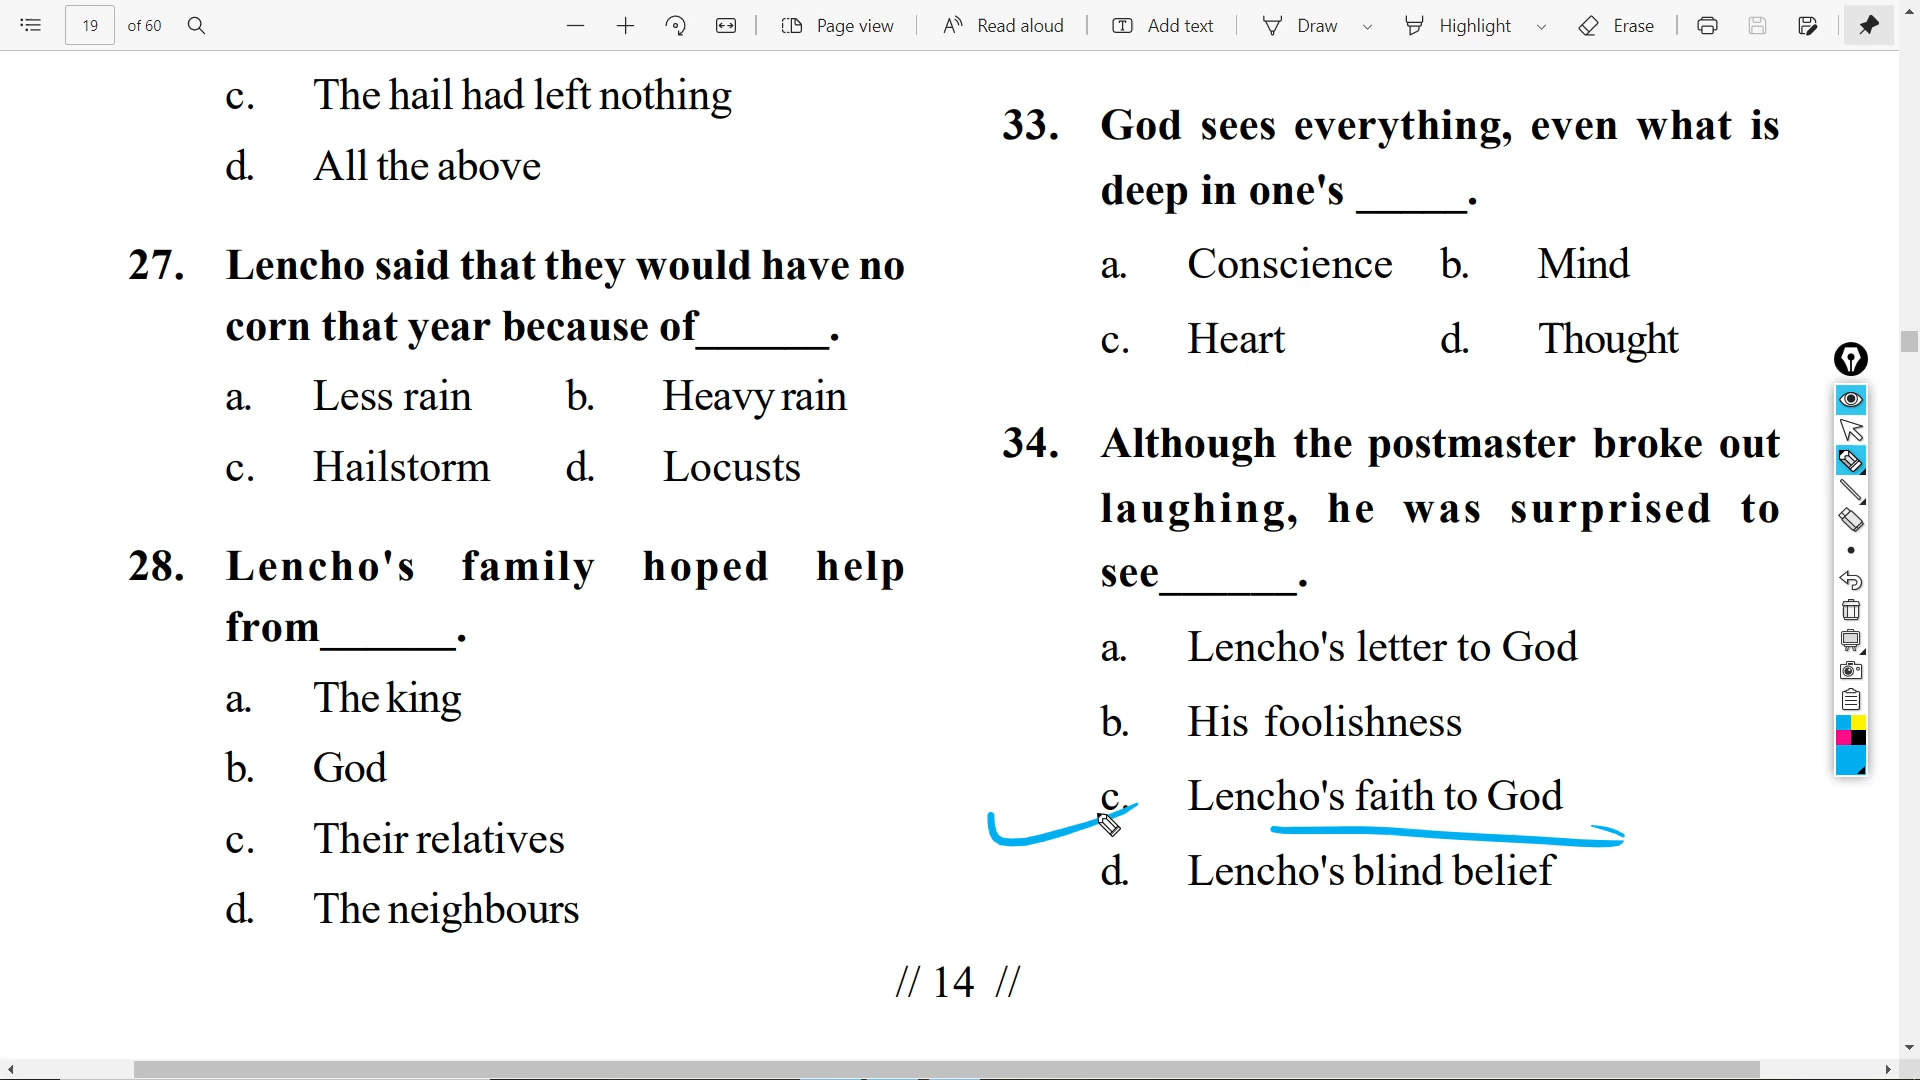 19 of 60 Page view Read aloud Add text Draw Highlight Erase
c. The hail had left nothing
d. All the above
27. Lencho said that they would have no
corn that year because of______.
a. Less rain b. Heavy rain
c. Hailstorm d. Locusts
28. Lencho's family hoped help
from______.
a. The king
b. God
c. Their relatives
d. The neighbours
33. God sees everything, even what is
deep in one's _____.
a. Conscience b. Mind
c. Heart d. Thought
34. Although the postmaster broke out
laughing, he was surprised to
see______.
a. Lencho's letter to God
b. His foolishness
c. Lencho's faith to God
d. Lencho's blind belief
// 14 //